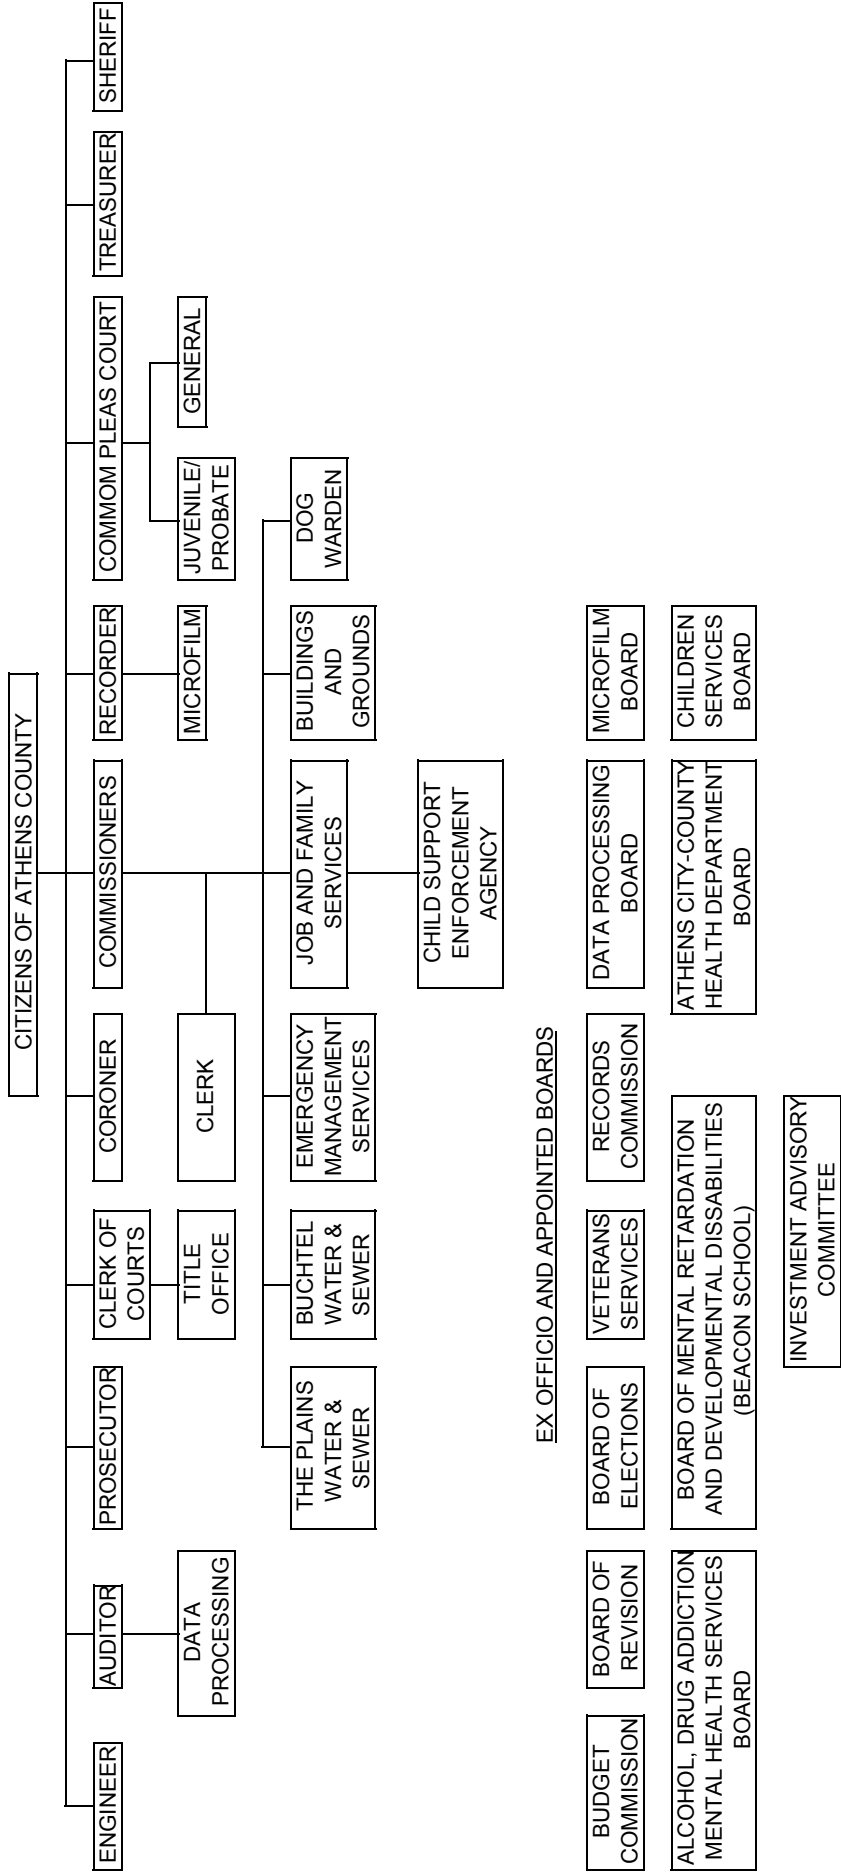 CITIZENS OF ATHENS COUNTY
ENGINEER
AUDITOR
PROSECUTOR
CLERK OF
COURTS
CORONER
COMMISSIONERS
RECORDER
COMMOM PLEAS COURT
TREASURER
SHERIFF
DATA
PROCESSING
TITLE
OFFICE
CLERK
MICROFILM
JUVENILE/
PROBATE
GENERAL
THE PLAINS
WATER &
SEWER
BUCHTEL
WATER &
SEWER
EMERGENCY
MANAGEMENT
SERVICES
JOB AND FAMILY
SERVICES
BUILDINGS
AND
GROUNDS
DOG
WARDEN
CHILD SUPPORT
ENFORCEMENT
AGENCY
EX OFFICIO AND APPOINTED BOARDS
BUDGET
COMMISSION
BOARD OF
REVISION
BOARD OF
ELECTIONS
VETERANS
SERVICES
RECORDS
COMMISSION
DATA PROCESSING
BOARD
MICROFILM
BOARD
ALCOHOL, DRUG ADDICTION
MENTAL HEALTH SERVICES
BOARD
BOARD OF MENTAL RETARDATION
AND DEVELOPMENTAL DISSABILITIES
(BEACON SCHOOL)
ATHENS CITY-COUNTY
HEALTH DEPARTMENT
BOARD
CHILDREN
SERVICES
BOARD
INVESTMENT ADVISORY
COMMITTEE